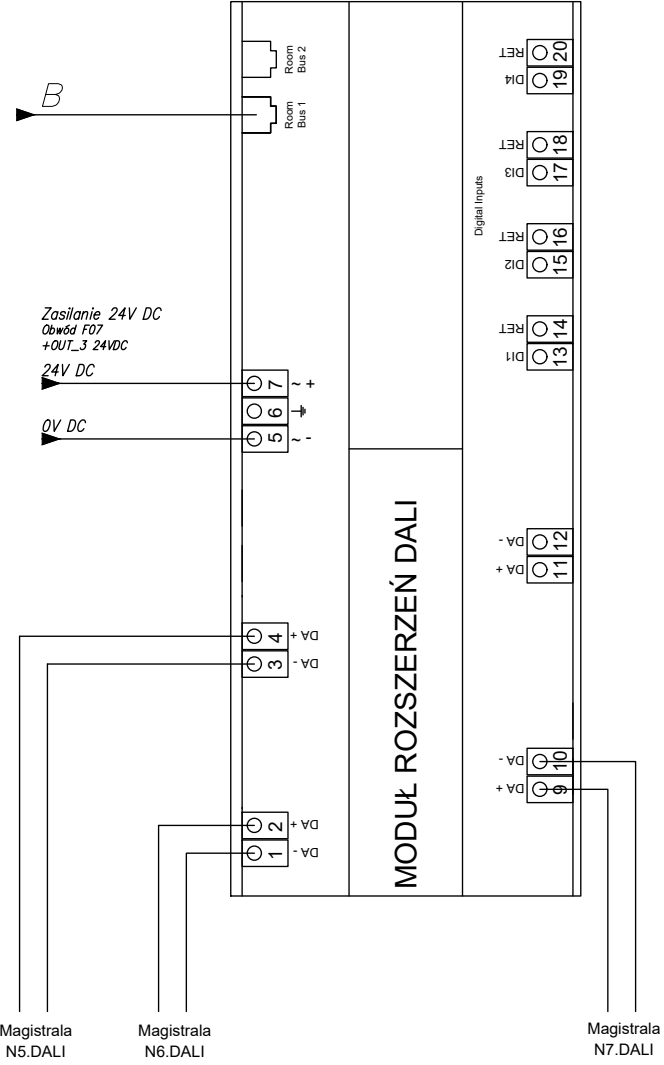 Room
Bus 2
Room
Bus 1
B
Zasilanie 24V DC
Obwód F07
+OUT_3 24VDC
24V DC
0V DC
7 ~ +
6
5 ~ -
4 DA +
3 DA -
2 DA +
1 DA -
MODUŁ ROZSZERZEŃ DALI
Digital Inputs
RET 20
DI4 19
RET 18
DI3 17
RET 16
DI2 15
RET 14
DI1 13
DA - 12
DA + 11
DA - 10
DA + 9
Magistrala
N5.DALI
Magistrala
N6.DALI
Magistrala
N7.DALI